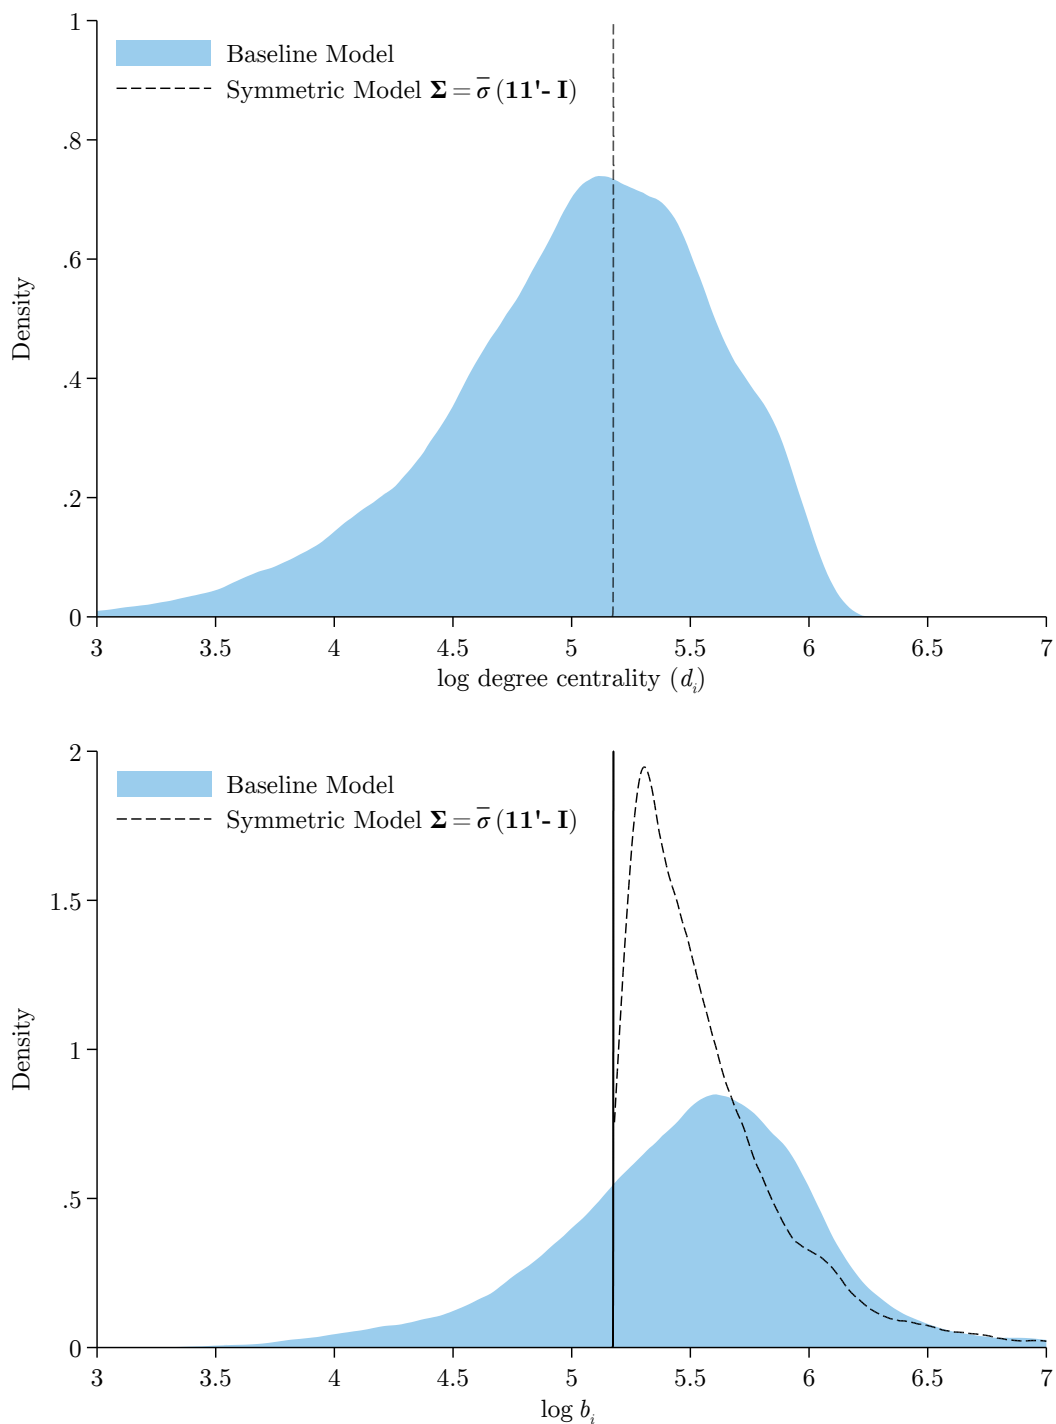 1
Baseline Model
Symmetric Model Σ = σ̅ (11'- I)
.8
.6
Density
.4
.2
0
3 3.5 4 4.5 5 5.5 6 6.5 7
log degree centrality (dᵢ)
2
Baseline Model
Symmetric Model Σ = σ̅ (11'- I)
1.5
Density
1
.5
0
3 3.5 4 4.5 5 5.5 6 6.5 7
log bᵢ